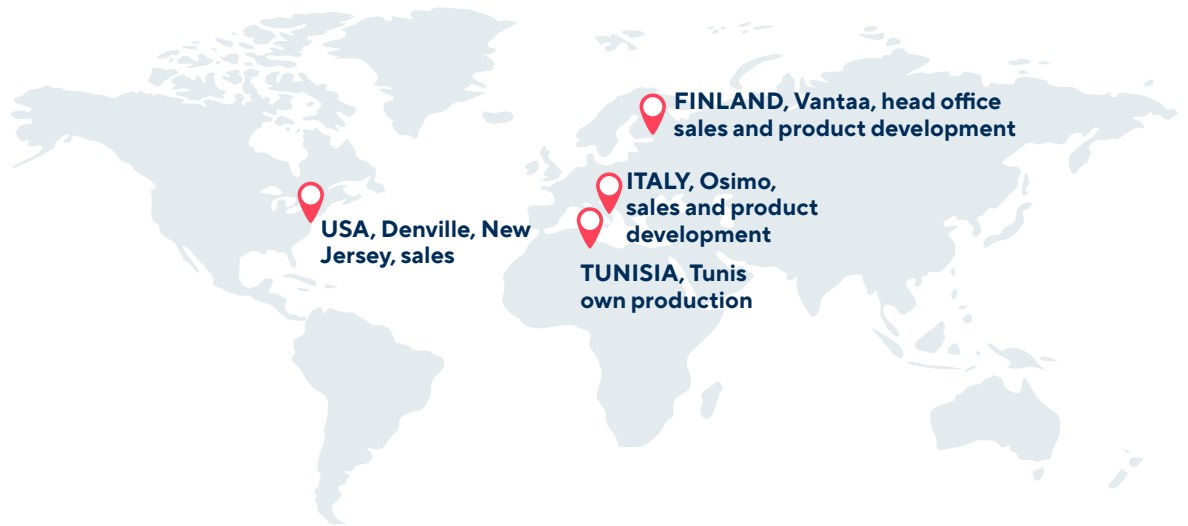 FINLAND, Vantaa, head office
sales and product development
ITALY, Osimo,
sales and product
development
USA, Denville, New
Jersey, sales
TUNISIA, Tunis
own production